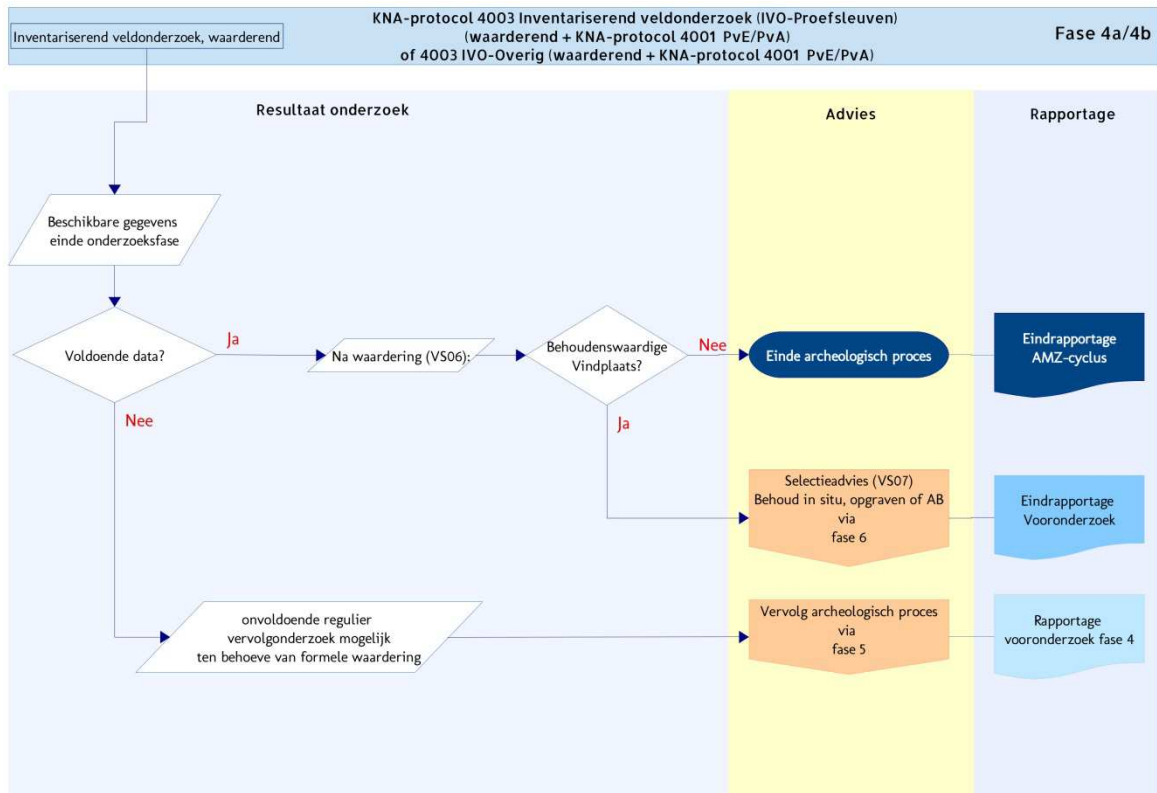 KNA-protocol 4003 Inventariserend veldonderzoek (IVO-Proefsleuven)
(waarderend + KNA-protocol 4001 PvE/PvA)
of 4003 IVO-Overig (waarderend + KNA-protocol 4001 PvE/PvA)
Fase 4a/4b
Inventariserend veldonderzoek, waarderend
Resultaat onderzoek
Advies
Rapportage
Beschikbare gegevens
einde onderzoeksfase
Voldoende data?
Ja
Na waardering (VS06):
Behoudenswaardige
Vindplaats?
Nee
Einde archeologisch proces
Eindrapportage
AMZ-cyclus
Nee
Ja
Selectieadvies (VS07)
Behoud in situ, opgraven of AB
via
fase 6
Eindrapportage
Vooronderzoek
onvoldoende regulier
vervolgonderzoek mogelijk
ten behoeve van formele waardering
Vervolg archeologisch proces
via
fase 5
Rapportage
vooronderzoek fase 4